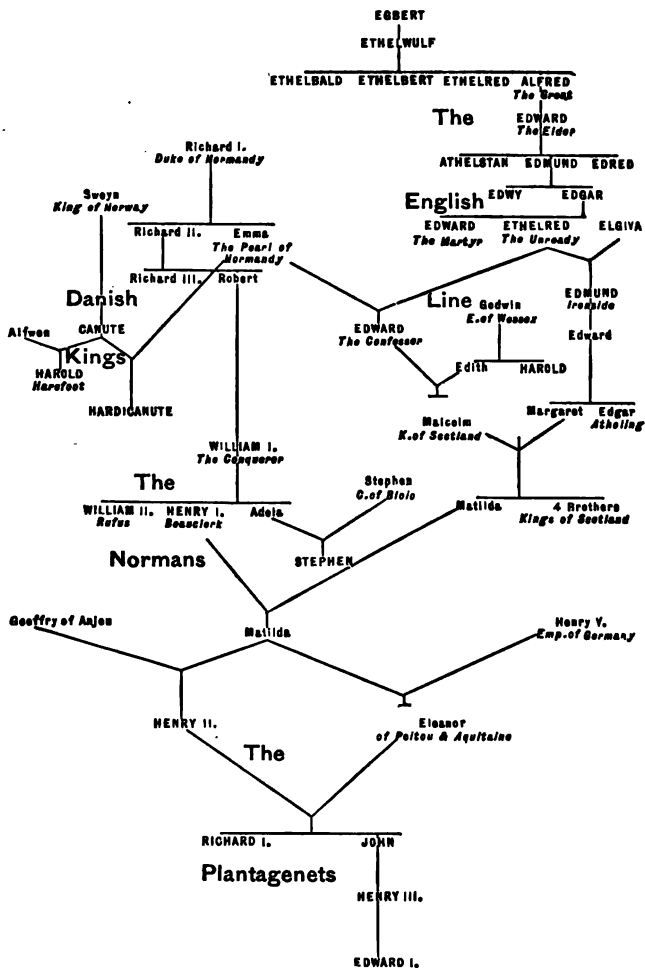 EGBERT
ETHELWULF
ETHELBALD ETHELBERT ETHELRED ALFRED
The Great
The
EDWARD
The Elder
Richard I.
Duke of Normandy
ATHELSTAN EDMUND EDRED
Sweyn
King of Norway
English
EDWY EDGAR
Richard II. Emma
The Pearl of
Normandy
EDWARD
The Martyr
ETHELRED
The Unready
ELGIVA
Richard III. Robert
Danish
Kings
Line
Godwin
E. of Wessex
EDMUND
Ironside
Alfwen
CANUTE
EDWARD
The Confessor
Edward
HAROLD
Harefoot
Edith HAROLD
HARDICANUTE
Malcolm
K. of Scotland
Margaret
Edgar
Atheling
WILLIAM I.
The Conqueror
The
Stephen
C. of Blois
WILLIAM II.
Rufus
HENRY I.
Beauclerk
Adela
Matilda
4 Brothers
Kings of Scotland
Normans
STEPHEN
Geoffry of Anjou
Matilda
Henry V.
Emp. of Germany
HENRY II.
Eleanor
of Poitou & Aquitaine
The
RICHARD I. JOHN
Plantagenets
HENRY III.
EDWARD I.